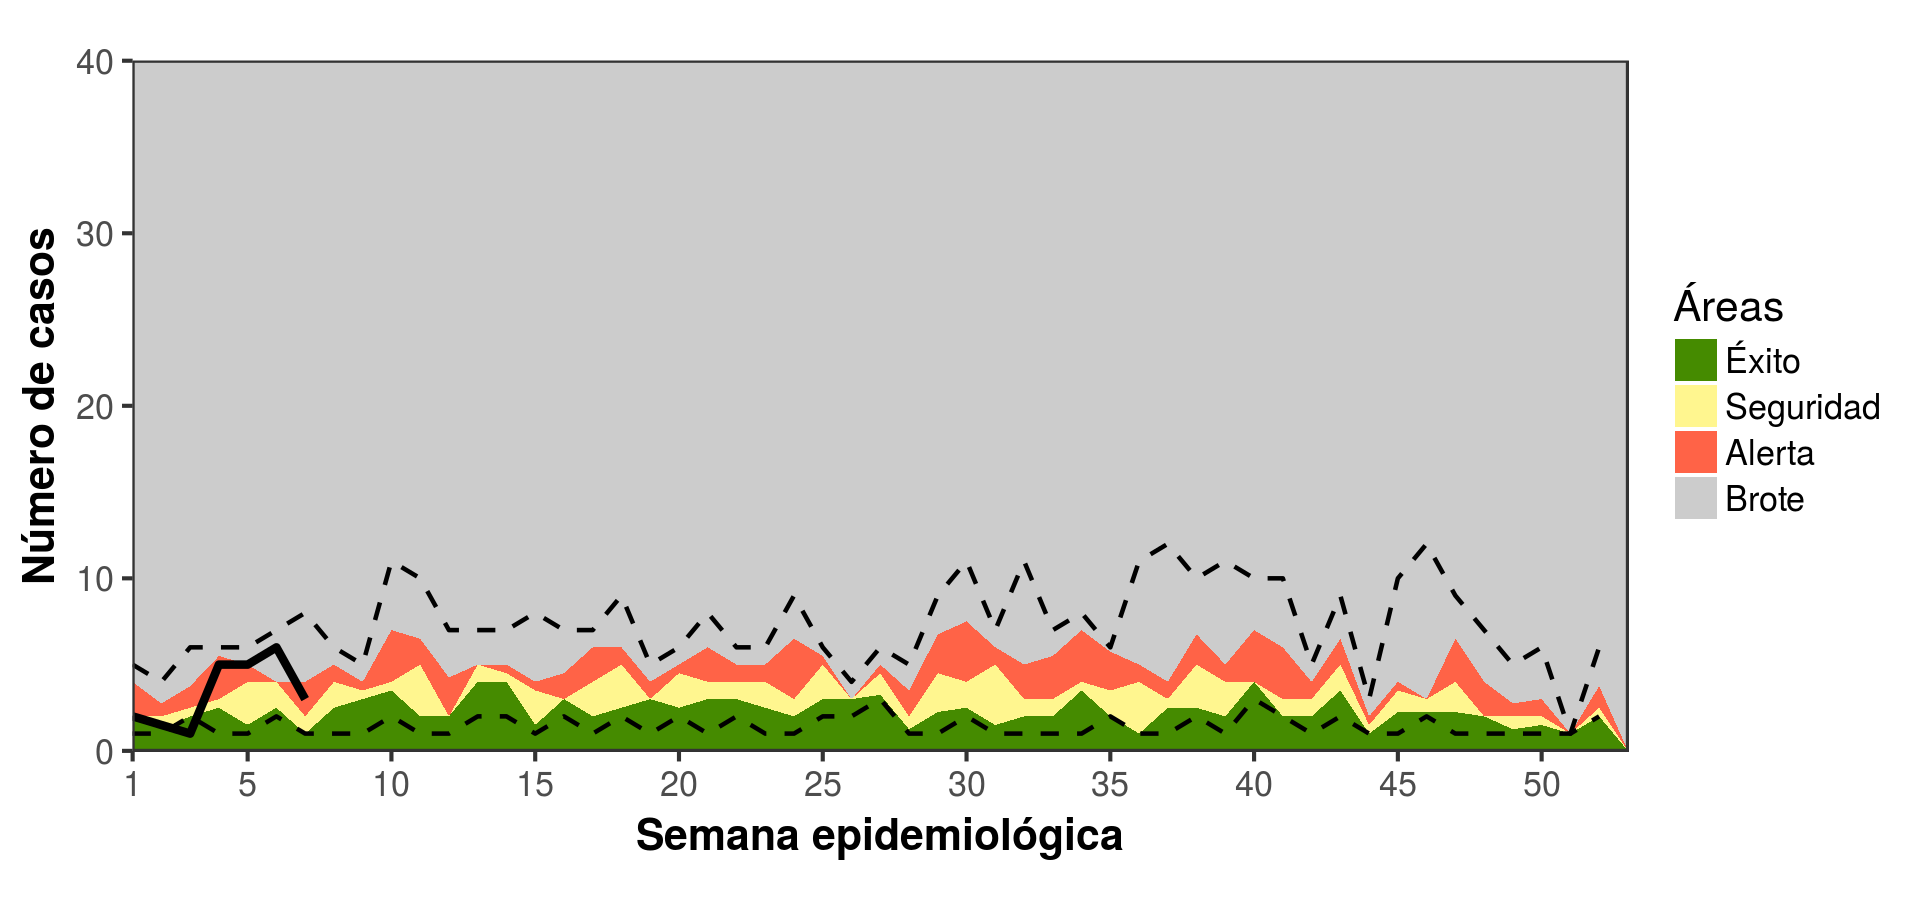 40
30
20
10
0
Número de casos
1 5 10 15 20 25 30 35 40 45 50
Semana epidemiológica
Áreas
Éxito
Seguridad
Alerta
Brote